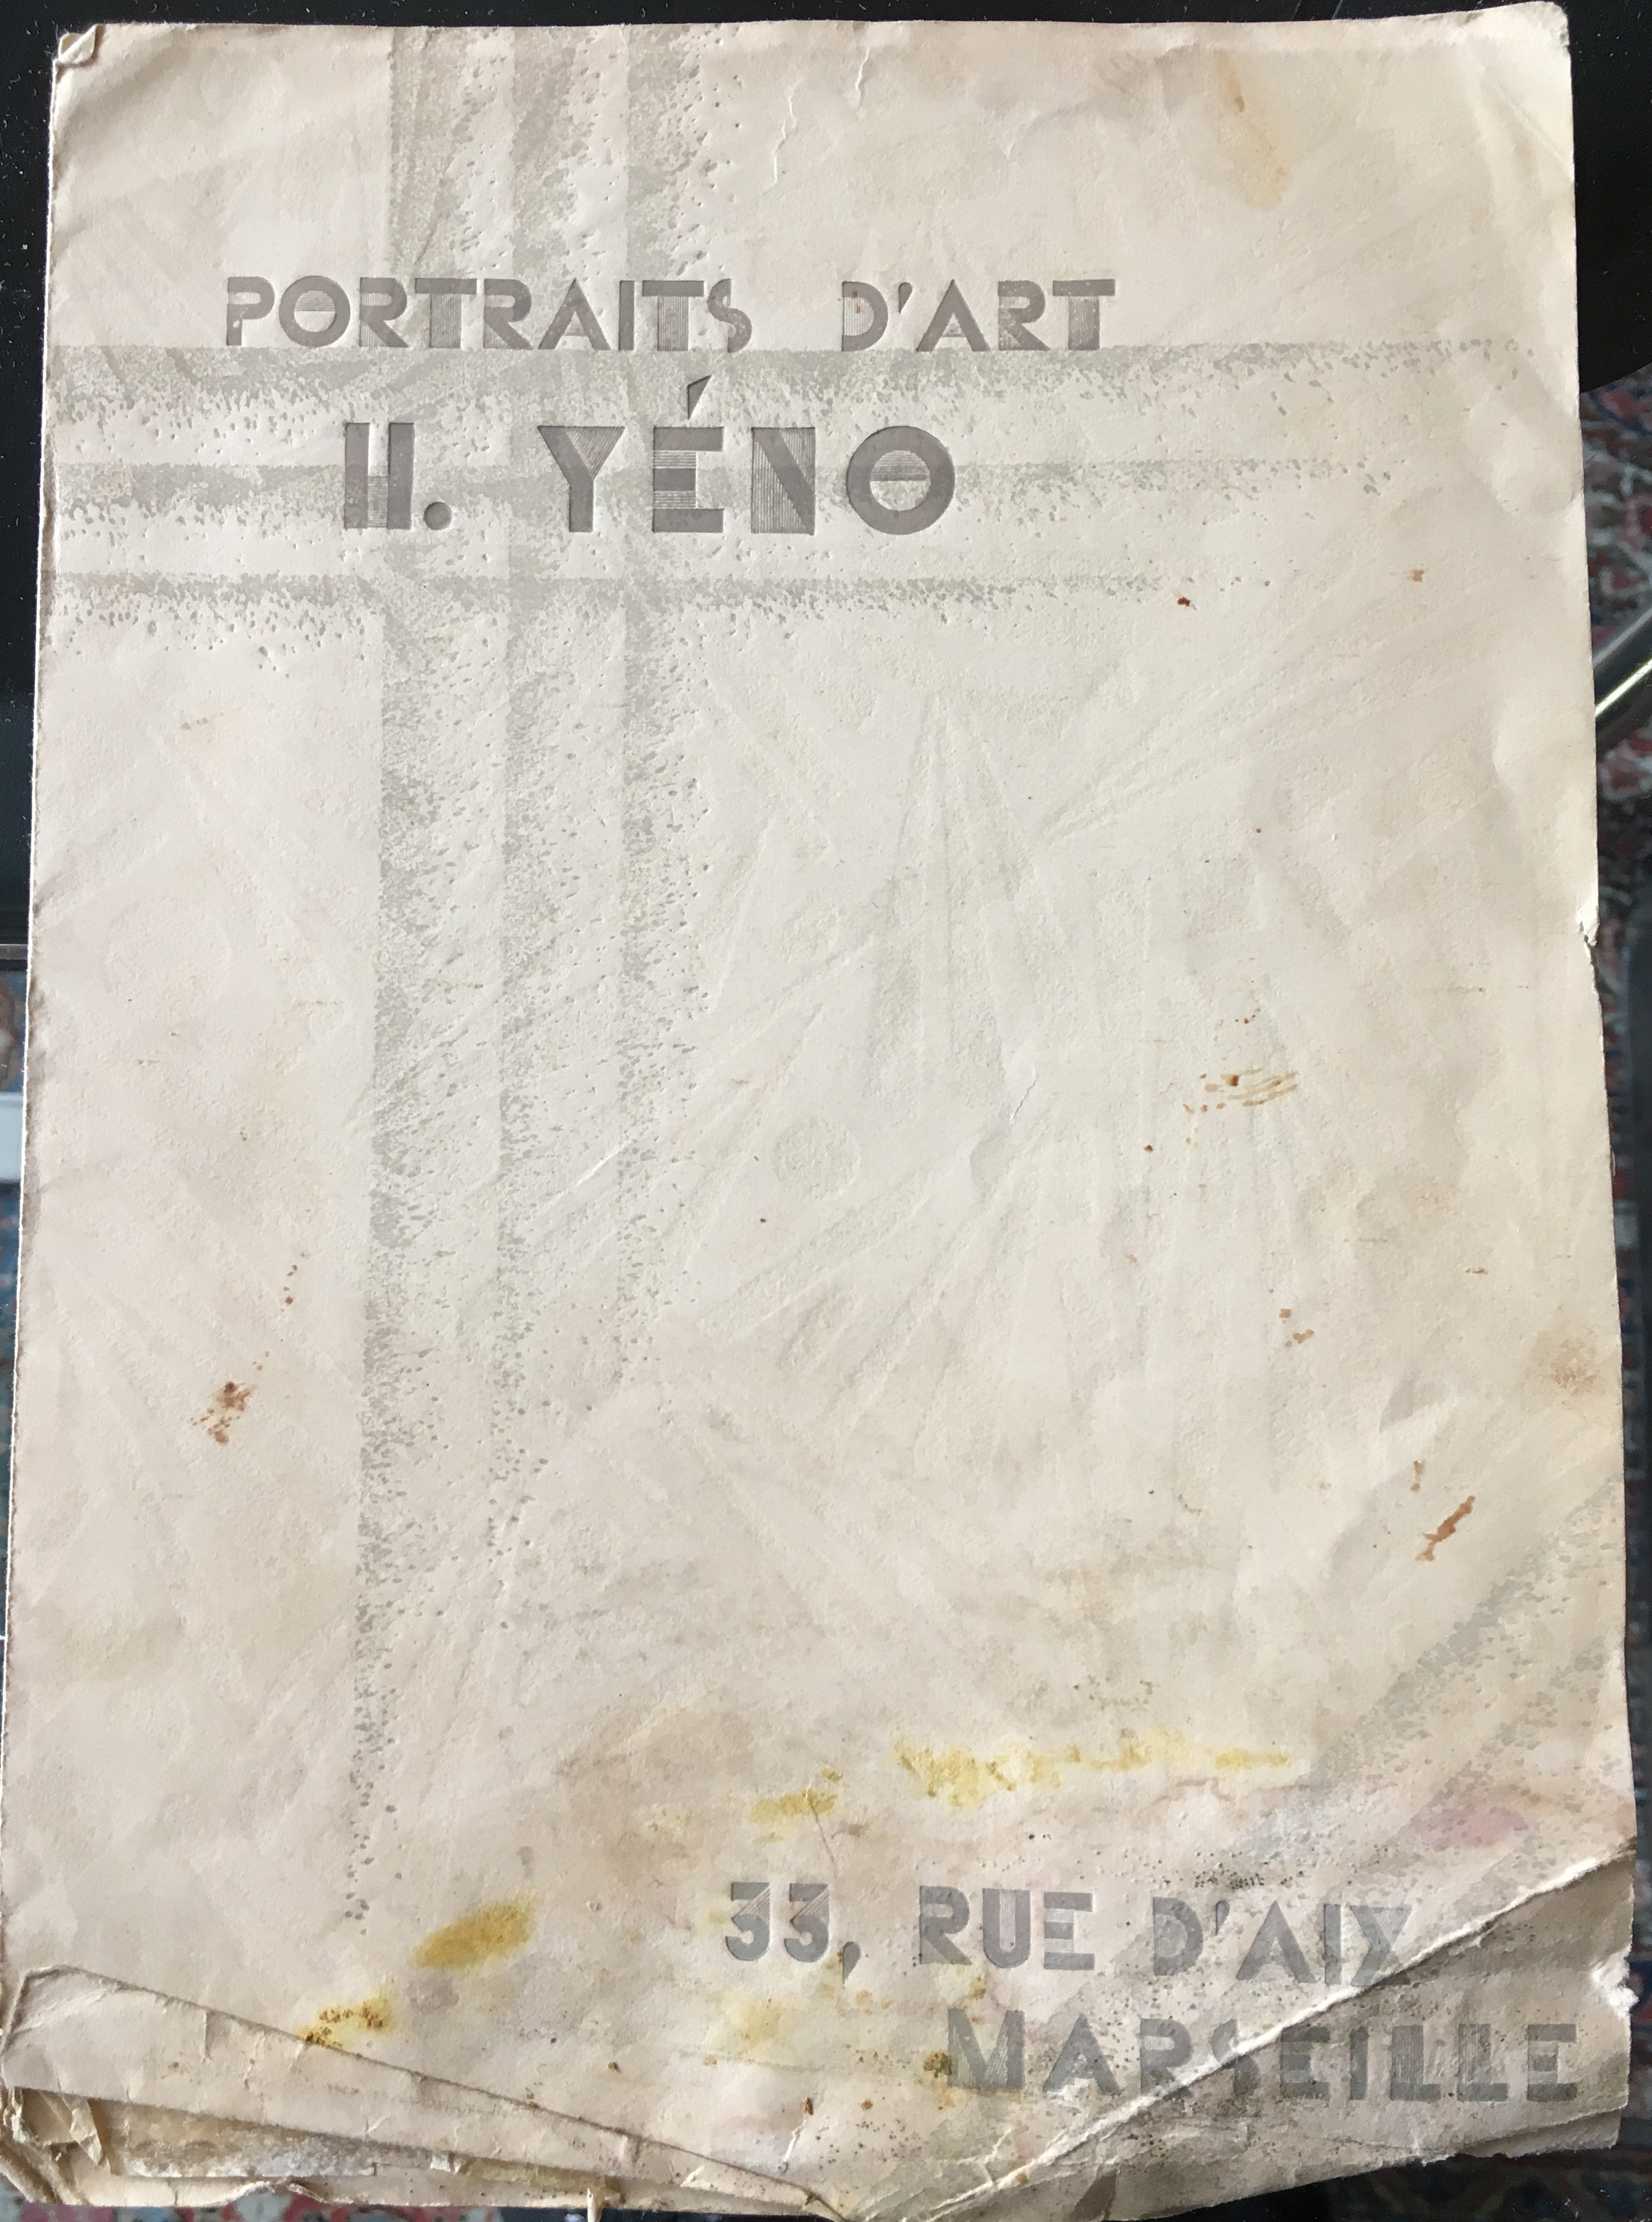 PORTRAITS D'ART
H. YÉNO
33, RUE D'AIX
MARSEILLE